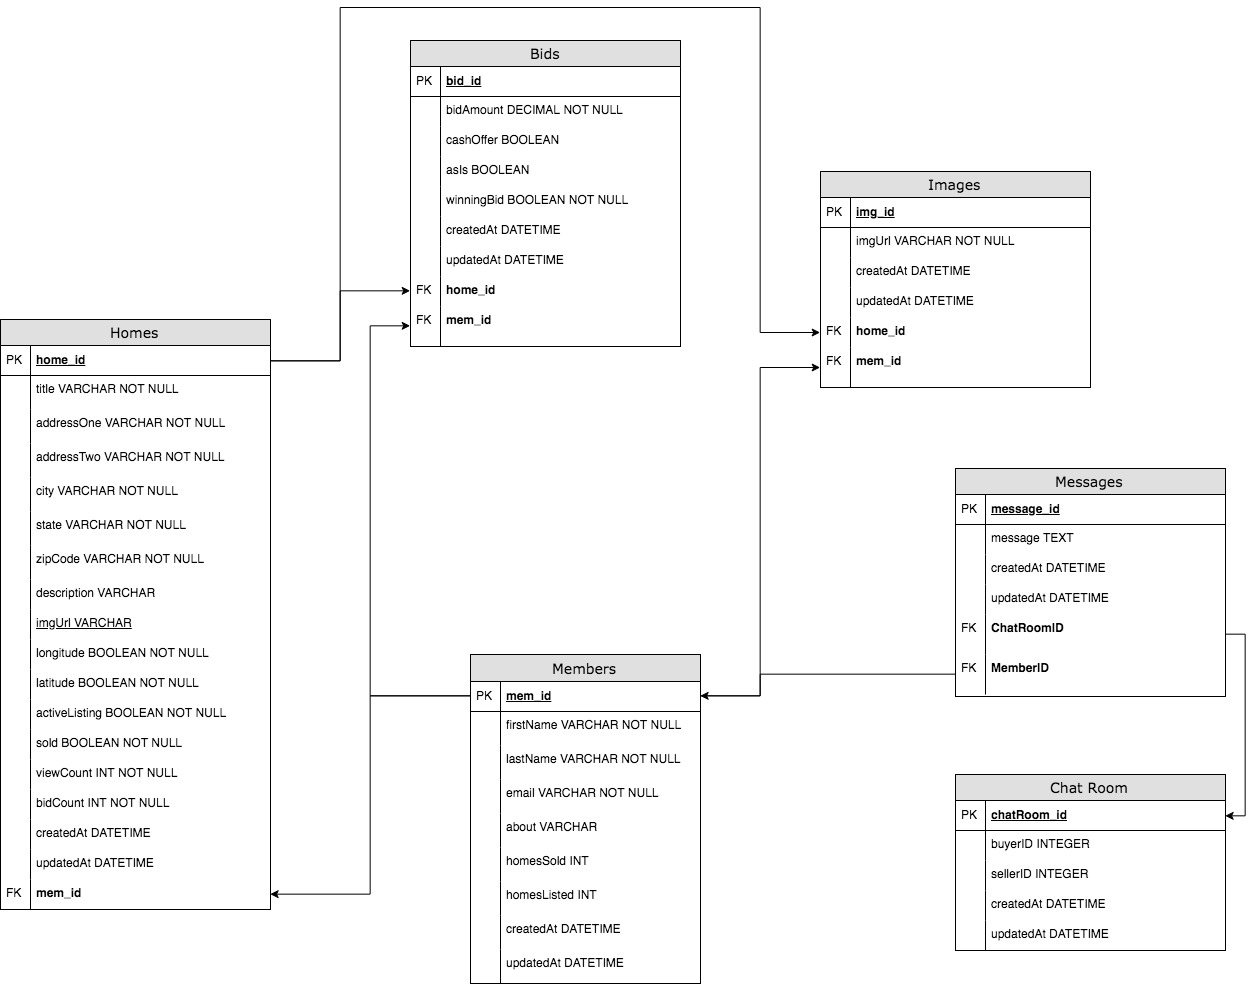 Bids
PK bid_id
bidAmount DECIMAL NOT NULL
cashOffer BOOLEAN
asIs BOOLEAN
winningBid BOOLEAN NOT NULL
createdAt DATETIME
updatedAt DATETIME
FK home_id
FK mem_id
Images
PK img_id
imgUrl VARCHAR NOT NULL
createdAt DATETIME
updatedAt DATETIME
FK home_id
FK mem_id
Homes
PK home_id
title VARCHAR NOT NULL
addressOne VARCHAR NOT NULL
addressTwo VARCHAR NOT NULL
city VARCHAR NOT NULL
state VARCHAR NOT NULL
zipCode VARCHAR NOT NULL
description VARCHAR
imgUrl VARCHAR
longitude BOOLEAN NOT NULL
latitude BOOLEAN NOT NULL
activeListing BOOLEAN NOT NULL
sold BOOLEAN NOT NULL
viewCount INT NOT NULL
bidCount INT NOT NULL
createdAt DATETIME
updatedAt DATETIME
FK mem_id
Messages
PK message_id
message TEXT
createdAt DATETIME
updatedAt DATETIME
FK ChatRoomID
FK MemberID
Members
PK mem_id
firstName VARCHAR NOT NULL
lastName VARCHAR NOT NULL
email VARCHAR NOT NULL
about VARCHAR
homesSold INT
homesListed INT
createdAt DATETIME
updatedAt DATETIME
Chat Room
PK chatRoom_id
buyerID INTEGER
sellerID INTEGER
createdAt DATETIME
updatedAt DATETIME